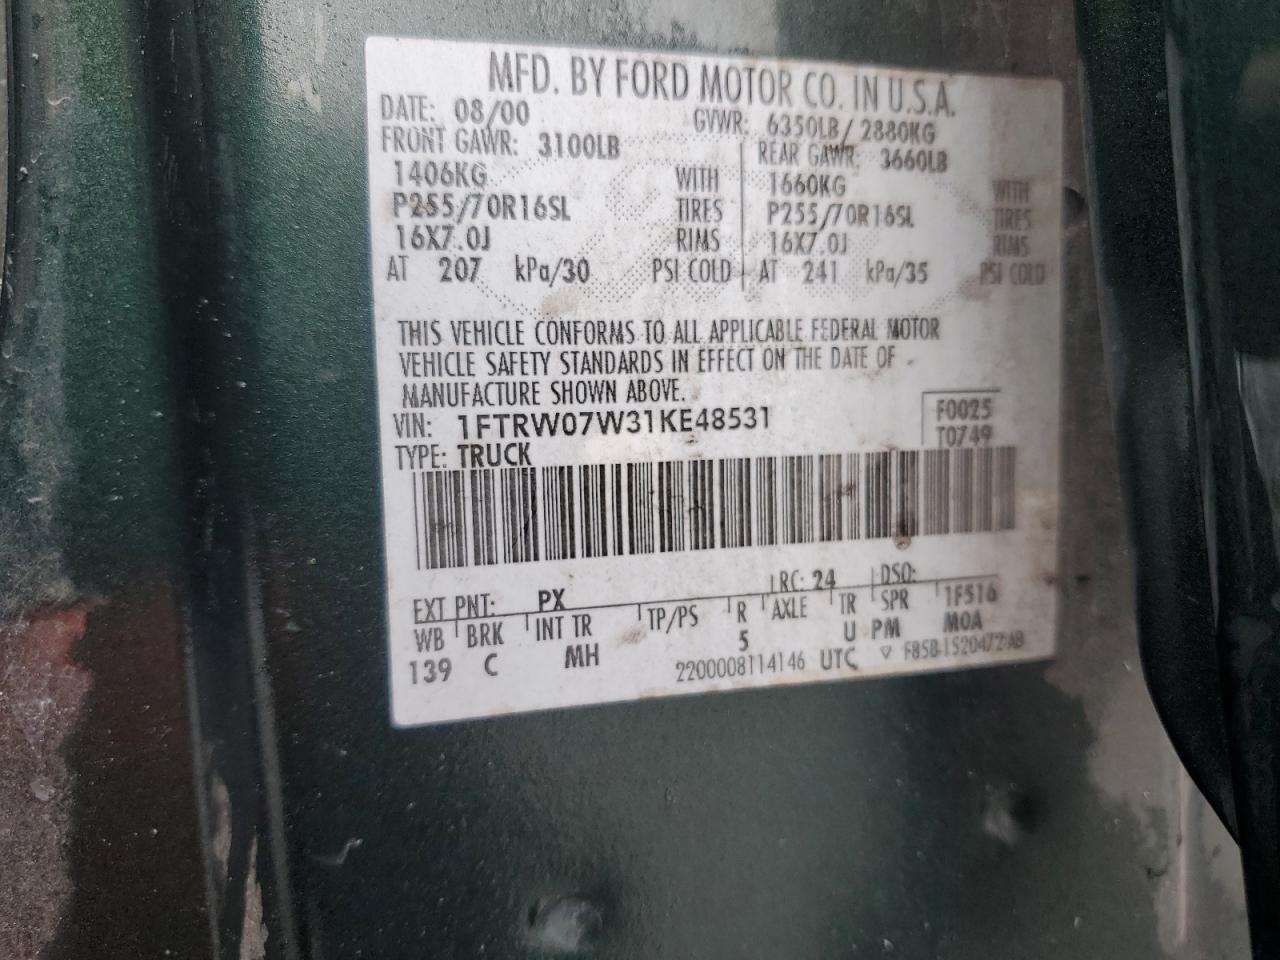 MFD. BY FORD MOTOR CO. IN U.S.A.
DATE: 08/00 GVWR: 6350LB/ 2880KG
FRONT GAWR: 3100LB REAR GAWR: 3660LB
1406KG WITH 1660KG WITH
P255/70R16SL TIRES P255/70R16SL TIRES
16X7.0J RIMS 16X7.0J RIMS
AT 207 kPa/30 PSI COLD AT 241 kPa/35 PSI COLD
THIS VEHICLE CONFORMS TO ALL APPLICABLE FEDERAL MOTOR
VEHICLE SAFETY STANDARDS IN EFFECT ON THE DATE OF
MANUFACTURE SHOWN ABOVE.
VIN: 1FTRW07W31KE48531 F0025
TYPE: TRUCK T0749
EXT PNT: PX RC: 24 DSO:
WB BRK INT TR TP/PS R AXLE TR SPR 1F516
139 C MH 5 U PM MOA
2200008114146 UTC ▽ F85B-1520472-AB